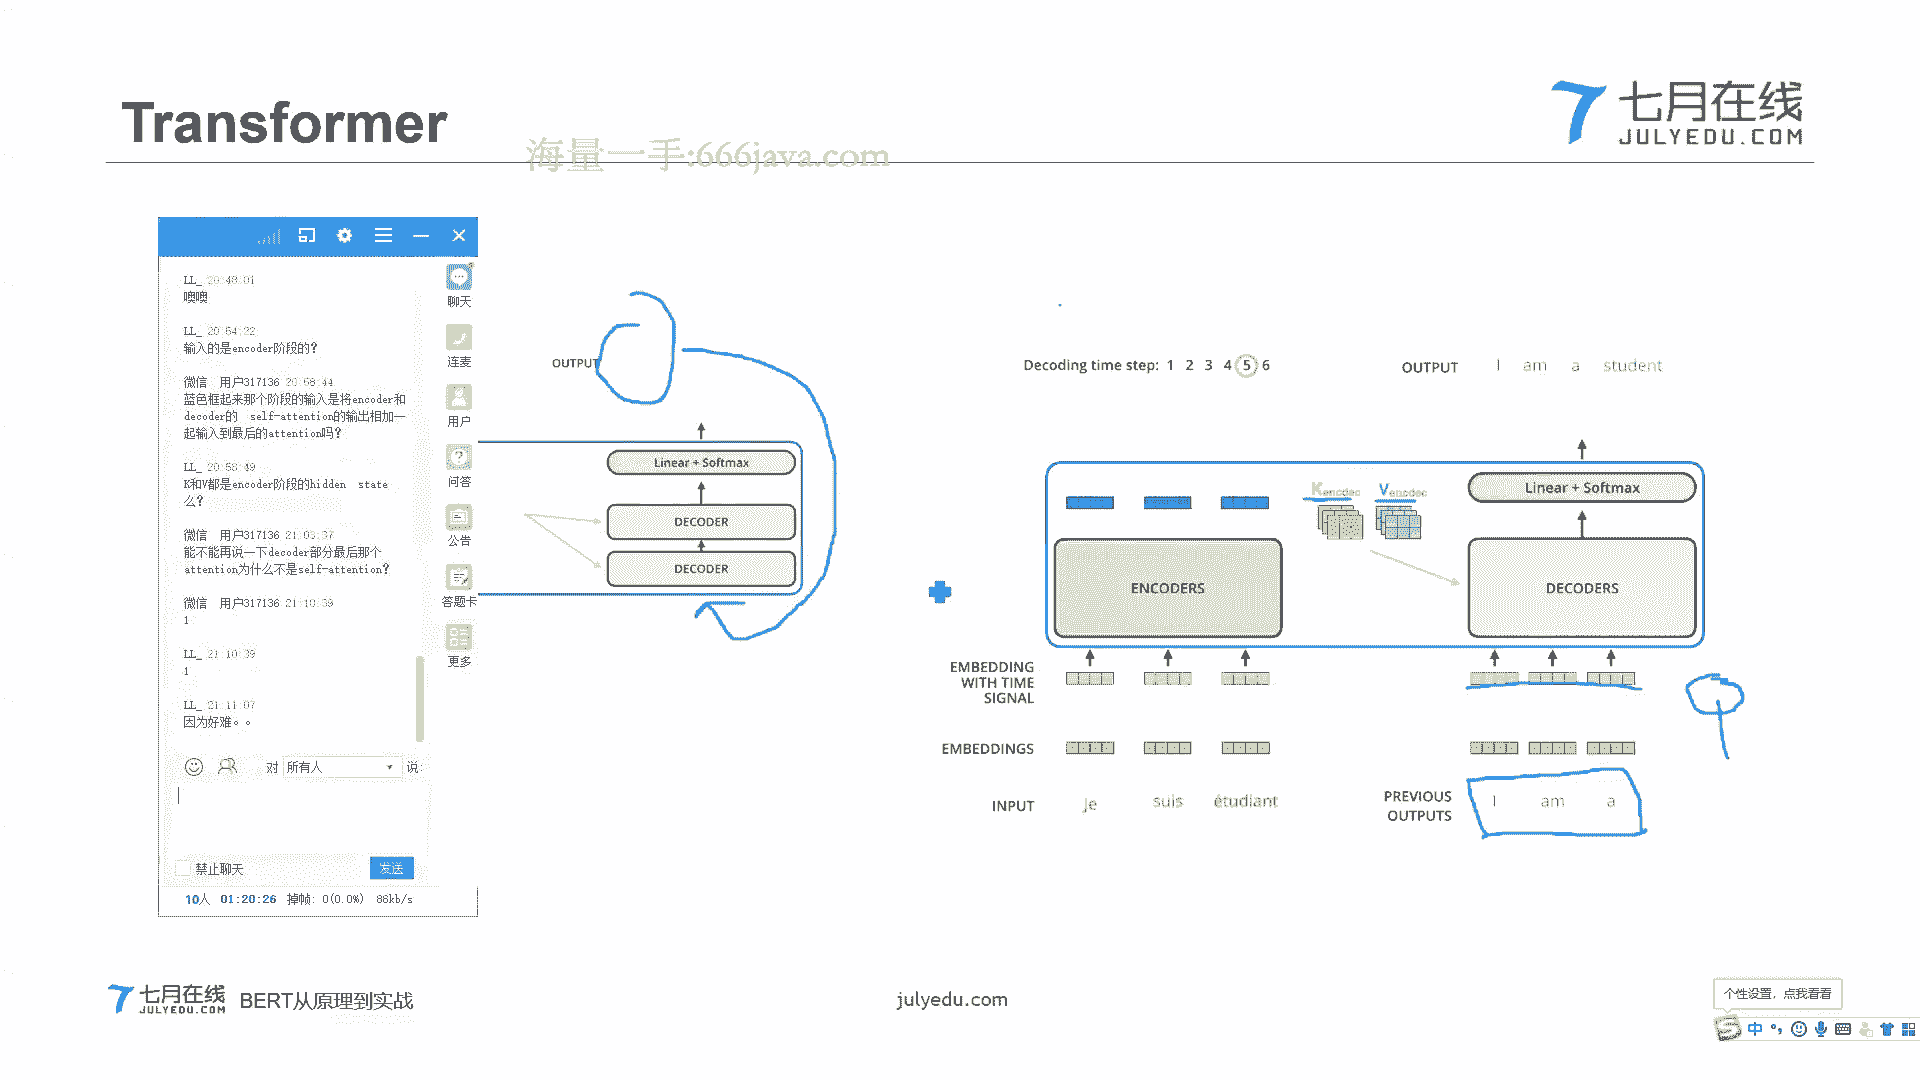 Transformer
七月在线
JULYEDU.COM
海量一手:666java.com
LL_ 20:48:01
噢噢
LL_ 20:54:22
输入的是encoder阶段的?
微信 用户317136 20:58:44
蓝色框起来那个阶段的输入是将encoder和
decoder的 self-attention的输出相加一
起输入到最后的attention吗?
LL_ 20:58:49
K和V都是encoder阶段的hidden state
么?
微信 用户317136 21:05:37
能不能再说一下decoder部分最后那个
attention为什么不是self-attention?
微信 用户317136 21:10:39
1
LL_ 21:10:39
1
LL_ 21:11:07
因为好难。。
聊天
连麦
用户
问答
公告
答题卡
更多
对 所有人 说:
禁止聊天
发送
10人 01:20:26 掉帧: 0(0.0%) 86kb/s
OUTPUT
Linear + Softmax
DECODER
DECODER
Decoding time step: 1 2 3 4 5 6
OUTPUT I am a student
Kencdec Vencdec
Linear + Softmax
ENCODERS
DECODERS
EMBEDDING
WITH TIME
SIGNAL
EMBEDDINGS
INPUT Je suis étudiant
PREVIOUS
OUTPUTS
I am a
七月在线
JULYEDU.COM
BERT从原理到实战
julyedu.com
个性设置，点我看看
中